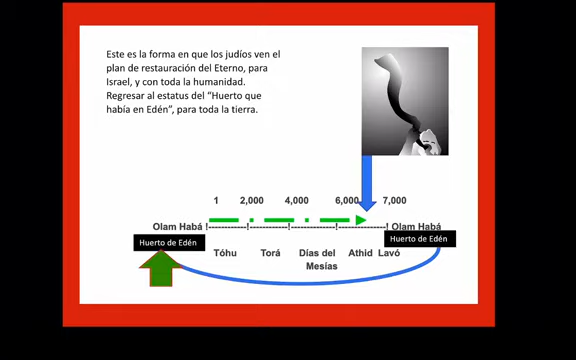 Este es la forma en que los judíos ven el
plan de restauración del Eterno, para
Israel, y con toda la humanidad.
Regresar al estatus del “Huerto que
había en Edén”, para toda la tierra.
1 2,000 4,000 6,000 7,000
Olam Habá !-----------!-----------!-----------!-------------! Olam Habá
Huerto de Edén Huerto de Edén
Tóhu Torá Días del Athid Lavó
Mesías